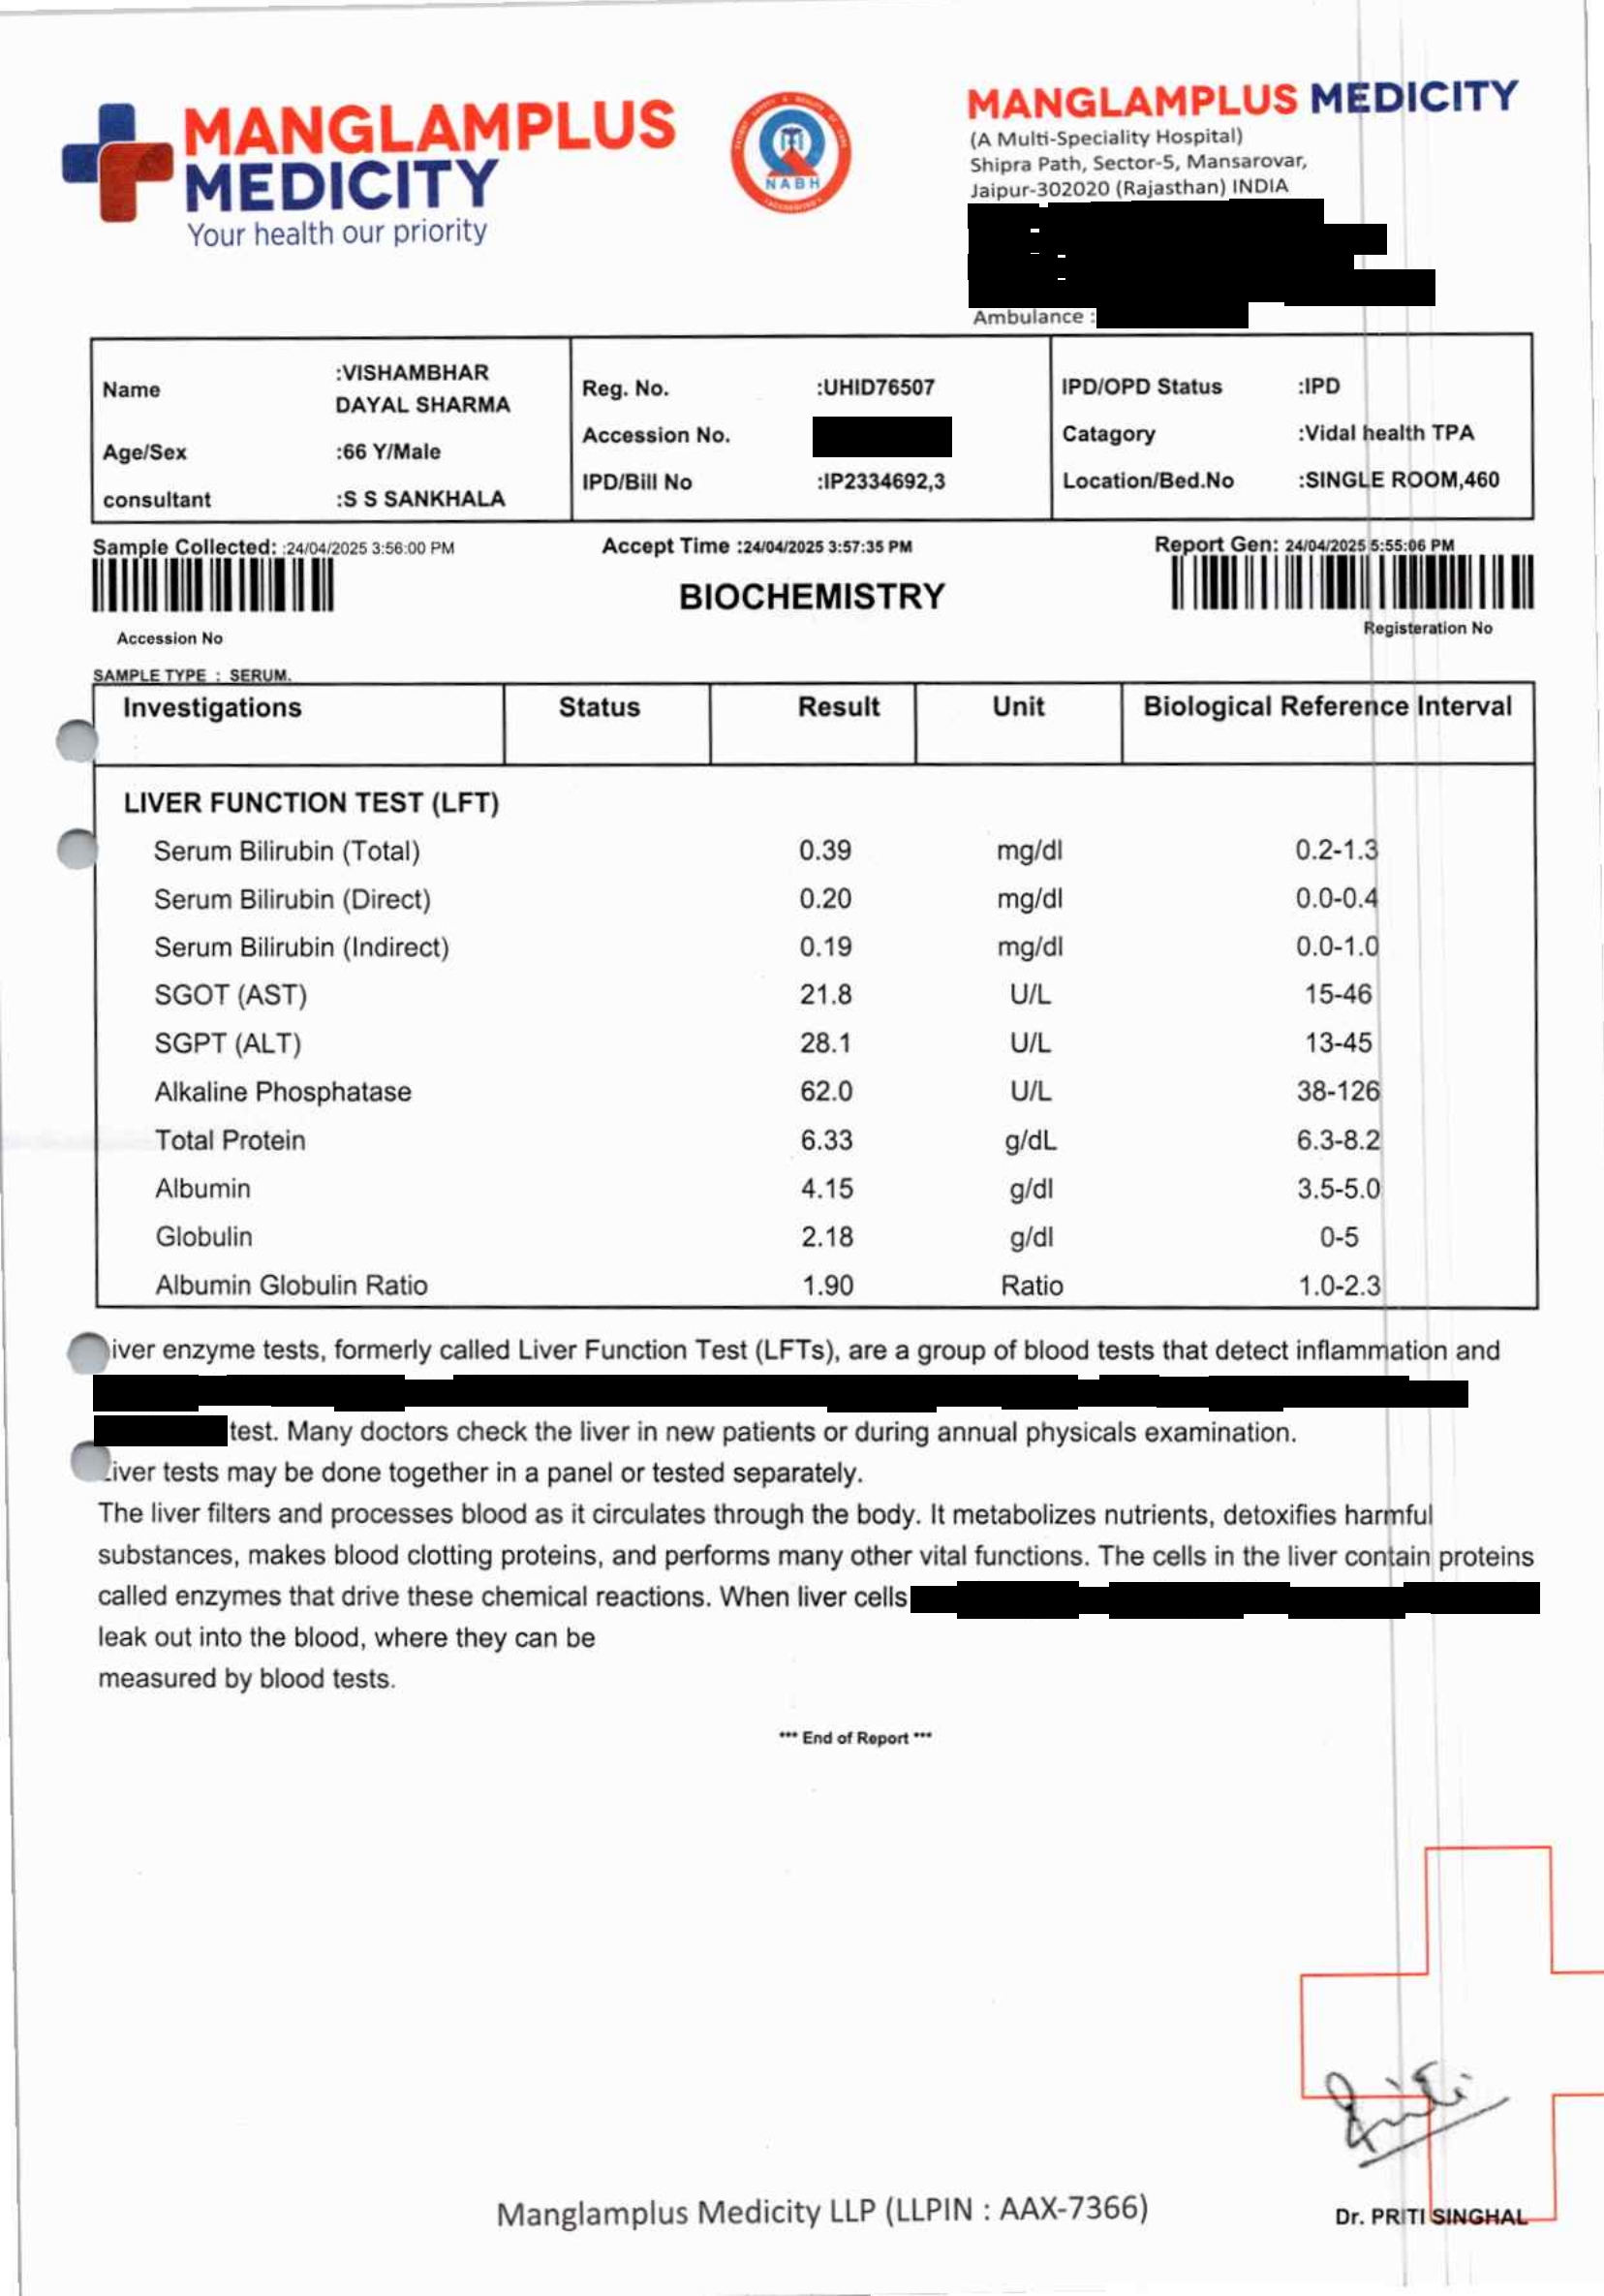 MANGLAMPLUS
MEDICITY
Your health our priority
NABH
MANGLAMPLUS MEDICITY
(A Multi-Speciality Hospital)
Shipra Path, Sector-5, Mansarovar,
Jaipur-302020 (Rajasthan) INDIA
Ambulance :
Name :VISHAMBHAR DAYAL SHARMA
Age/Sex :66 Y/Male
consultant :S S SANKHALA
Reg. No. :UHID76507
Accession No.
IPD/Bill No :IP2334692,3
IPD/OPD Status :IPD
Catagory :Vidal health TPA
Location/Bed.No :SINGLE ROOM,460
Sample Collected: :24/04/2025 3:56:00 PM Accept Time :24/04/2025 3:57:35 PM Report Gen: 24/04/2025 5:55:06 PM
BIOCHEMISTRY
Accession No Registeration No
SAMPLE TYPE : SERUM.
Investigations Status Result Unit Biological Reference Interval
LIVER FUNCTION TEST (LFT)
Serum Bilirubin (Total) 0.39 mg/dl 0.2-1.3
Serum Bilirubin (Direct) 0.20 mg/dl 0.0-0.4
Serum Bilirubin (Indirect) 0.19 mg/dl 0.0-1.0
SGOT (AST) 21.8 U/L 15-46
SGPT (ALT) 28.1 U/L 13-45
Alkaline Phosphatase 62.0 U/L 38-126
Total Protein 6.33 g/dL 6.3-8.2
Albumin 4.15 g/dl 3.5-5.0
Globulin 2.18 g/dl 0-5
Albumin Globulin Ratio 1.90 Ratio 1.0-2.3
iver enzyme tests, formerly called Liver Function Test (LFTs), are a group of blood tests that detect inflammation and
test. Many doctors check the liver in new patients or during annual physicals examination.
iver tests may be done together in a panel or tested separately.
The liver filters and processes blood as it circulates through the body. It metabolizes nutrients, detoxifies harmful
substances, makes blood clotting proteins, and performs many other vital functions. The cells in the liver contain proteins
called enzymes that drive these chemical reactions. When liver cells
leak out into the blood, where they can be
measured by blood tests.
*** End of Report ***
Manglamplus Medicity LLP (LLPIN : AAX-7366)
Dr. PRITI SINGHAL